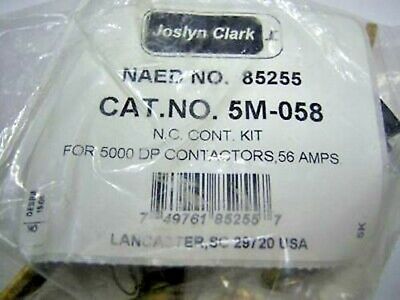 Joslyn Clark
NAED NO. 85255
CAT.NO. 5M-058
N.C. CONT. KIT
FOR 5000 DP CONTACTORS,56 AMPS
7 49761 85255 7
LANCASTER,SC 29720 USA